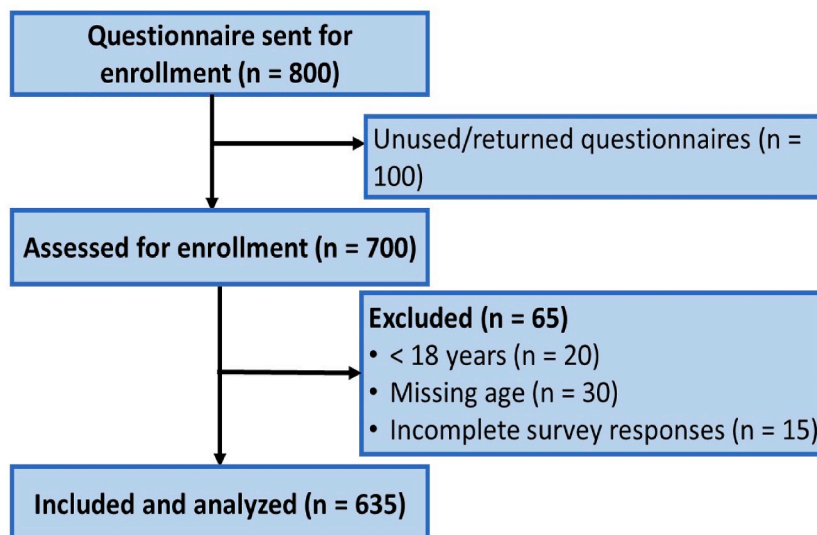 Questionnaire sent for
enrollment (n = 800)
Unused/returned questionnaires (n =
100)
Assessed for enrollment (n = 700)
Excluded (n = 65)
• < 18 years (n = 20)
• Missing age (n = 30)
• Incomplete survey responses (n = 15)
Included and analyzed (n = 635)